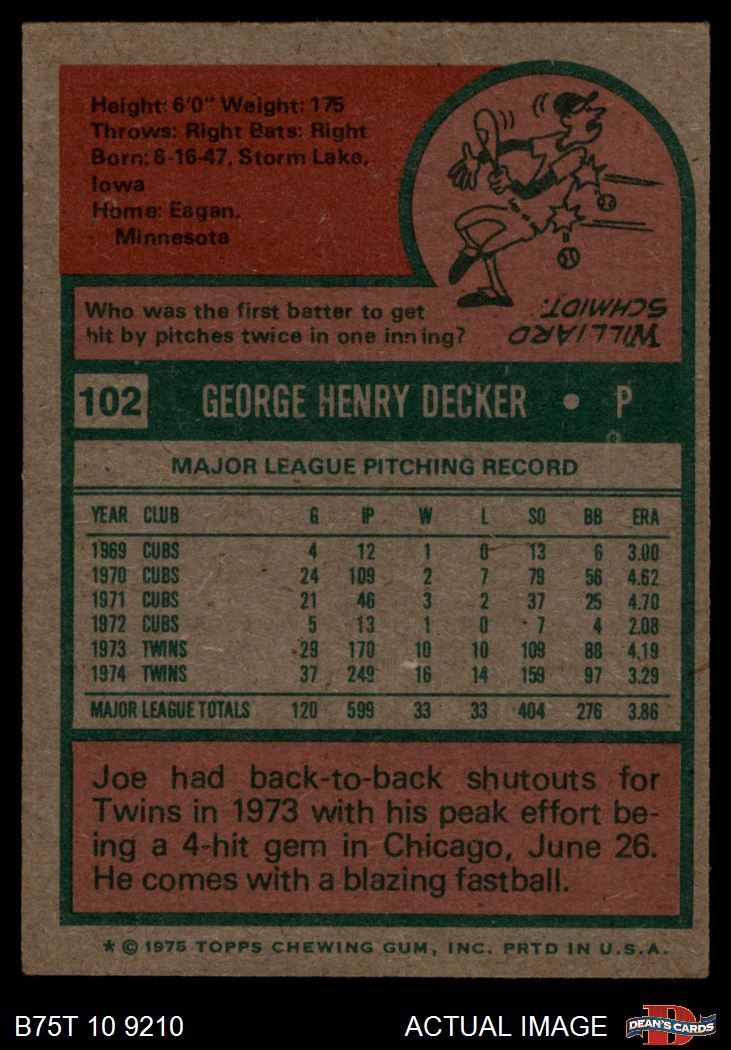 Height: 6'0" Weight: 175
Throws: Right Bats: Right
Born: 6-16-47, Storm Lake,
Iowa
Home: Eagan,
Minnesota
Who was the first batter to get
hit by pitches twice in one inning?
WILLIARD
SCHMIDT.
102 GEORGE HENRY DECKER • P
MAJOR LEAGUE PITCHING RECORD
YEAR CLUB G IP W L SO BB ERA
1969 CUBS 4 12 1 0 13 6 3.00
1970 CUBS 24 109 2 7 79 56 4.62
1971 CUBS 21 46 3 2 37 25 4.70
1972 CUBS 5 13 1 0 7 4 2.08
1973 TWINS 29 170 10 10 109 88 4.19
1974 TWINS 37 249 16 14 159 97 3.29
MAJOR LEAGUE TOTALS 120 599 33 33 404 276 3.86
Joe had back-to-back shutouts for
Twins in 1973 with his peak effort be-
ing a 4-hit gem in Chicago, June 26.
He comes with a blazing fastball.
* © 1975 TOPPS CHEWING GUM, INC. PRTD IN U.S.A.
B75T 10 9210 ACTUAL IMAGE DEAN'S CARDS